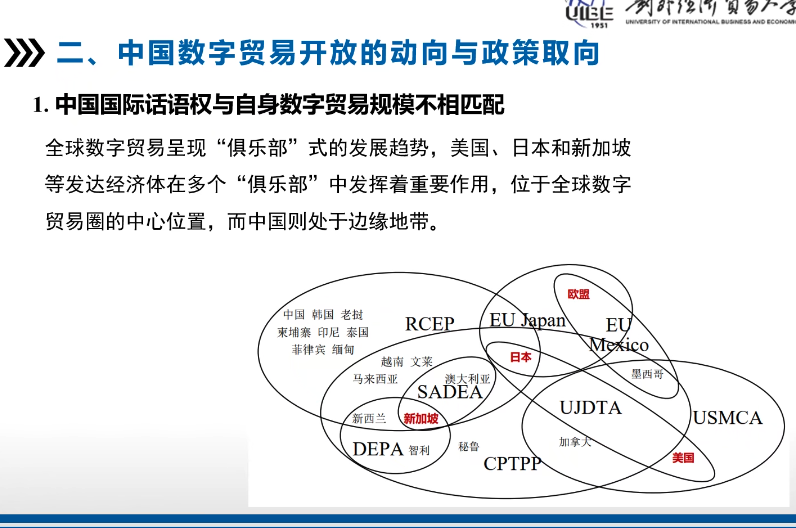 UIBE
1951
对外经济贸易大学
UNIVERSITY OF INTERNATIONAL BUSINESS AND ECONOM
二、中国数字贸易开放的动向与政策取向
1. 中国国际话语权与自身数字贸易规模不相匹配
全球数字贸易呈现“俱乐部”式的发展趋势，美国、日本和新加坡
等发达经济体在多个“俱乐部”中发挥着重要作用，位于全球数字
贸易圈的中心位置，而中国则处于边缘地带。
欧盟
中国 韩国 老挝
RCEP
EU Japan
EU
Mexico
柬埔寨 印尼 泰国
菲律宾 缅甸
越南 文莱
日本
马来西亚
澳大利亚
墨西哥
SADEA
新西兰
新加坡
UJDTA
USMCA
DEPA
智利
秘鲁
加拿大
CPTPP
美国